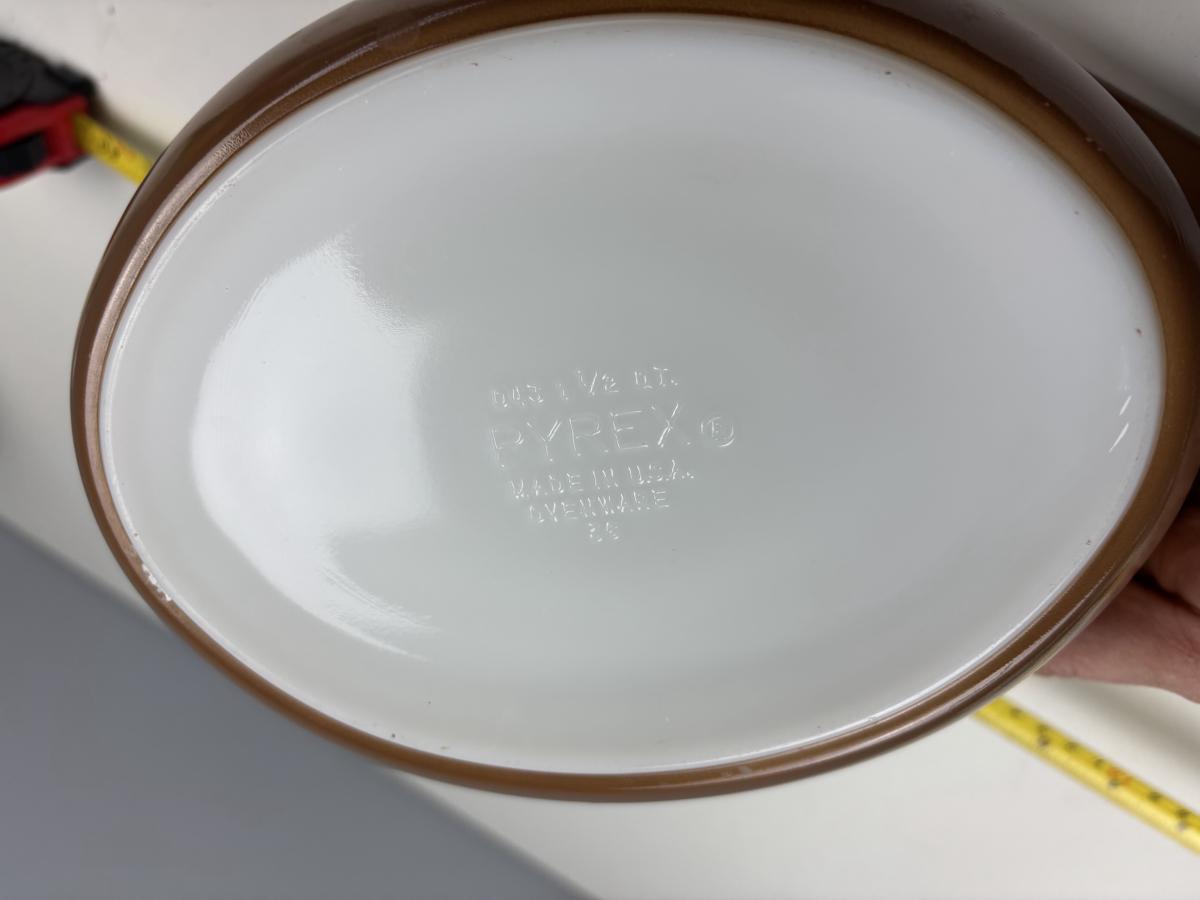 043 1 1/2 QT.
PYREX ®
MADE IN U.S.A.
OVENWARE